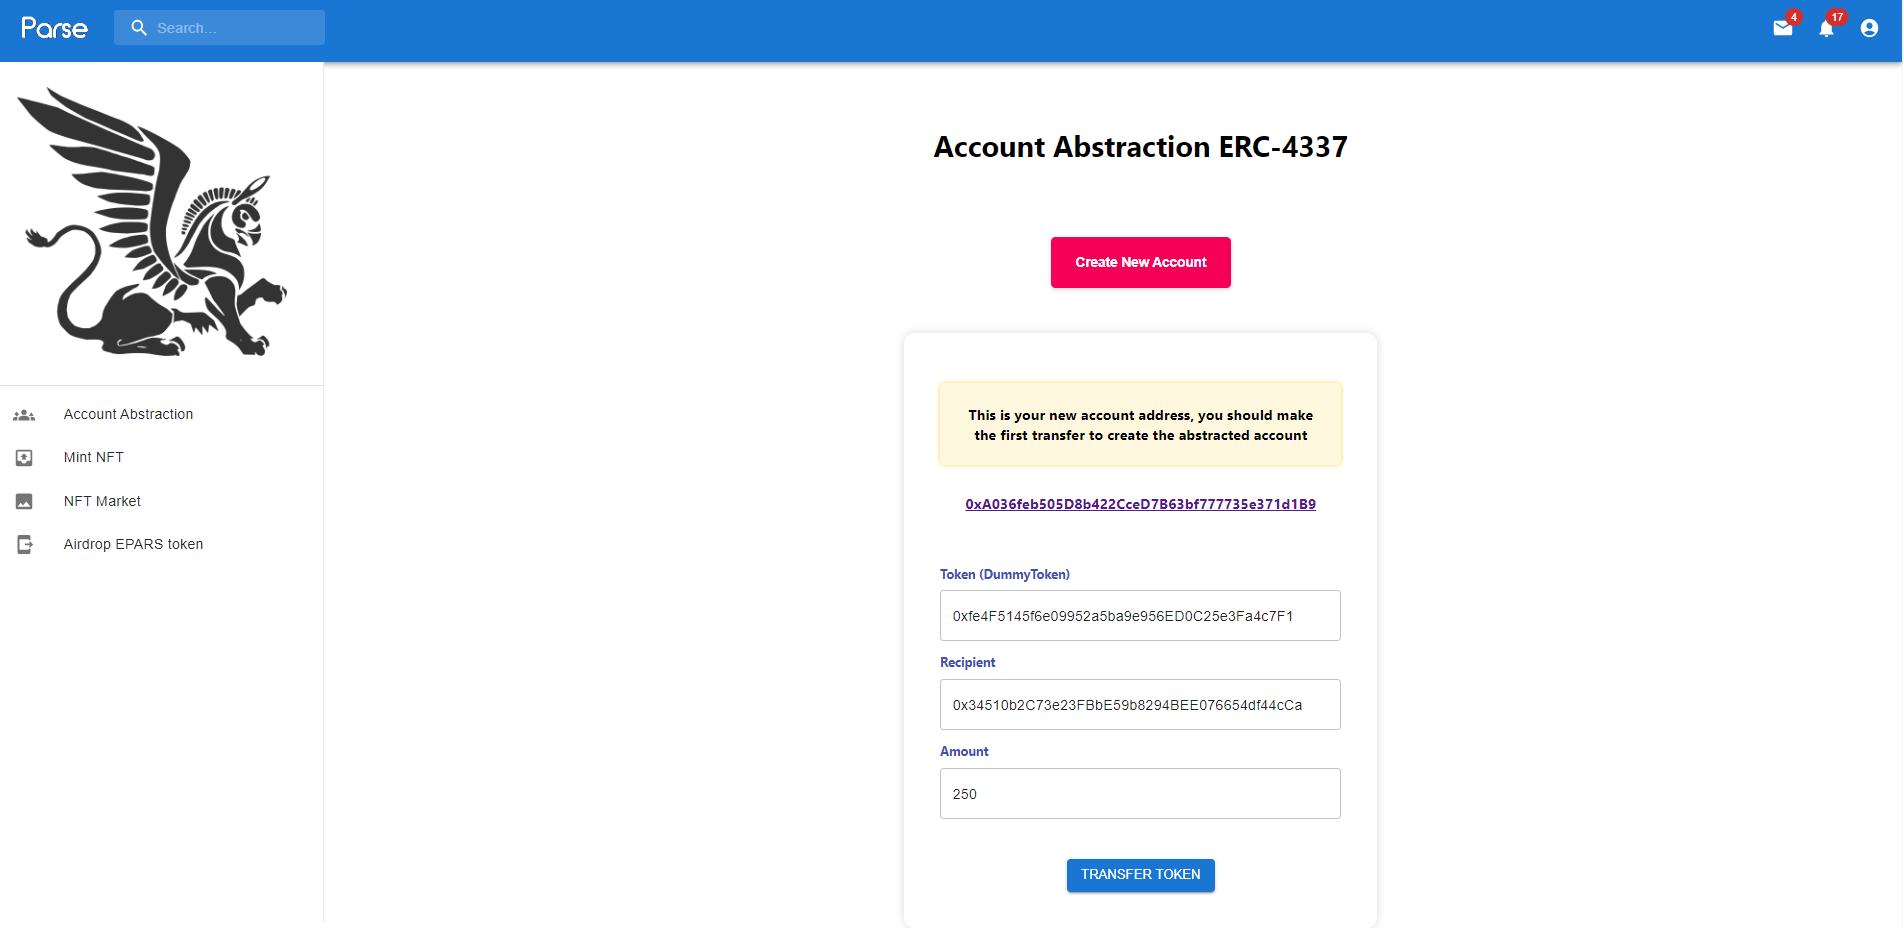 Parse
Search...
4
17
Account Abstraction
Mint NFT
NFT Market
Airdrop EPARS token
Account Abstraction ERC-4337
Create New Account
This is your new account address, you should make
the first transfer to create the abstracted account
0xA036feb505D8b422CceD7B63bf777735e371d1B9
Token (DummyToken)
0xfe4F5145f6e09952a5ba9e956ED0C25e3Fa4c7F1
Recipient
0x34510b2C73e23FBbE59b8294BEE076654df44cCa
Amount
250
TRANSFER TOKEN